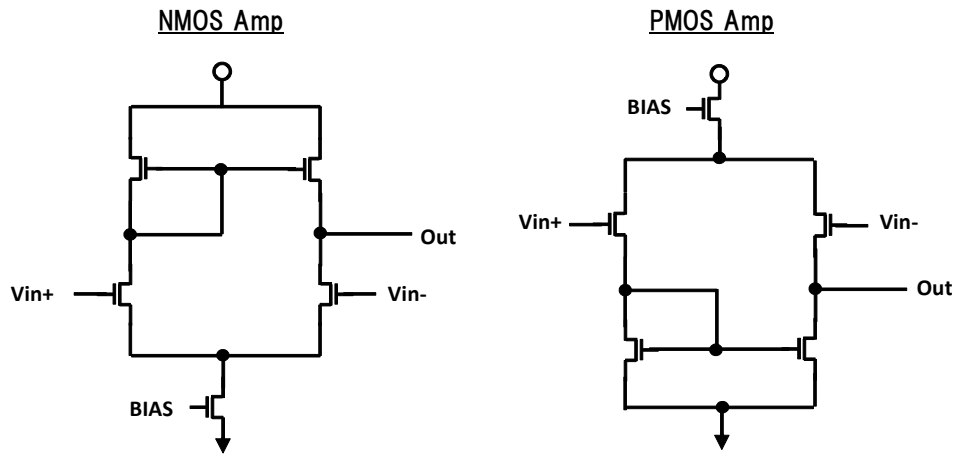 NMOS Amp
PMOS Amp
BIAS
Vin+
Vin-
Out
Vin+
Vin-
Out
BIAS